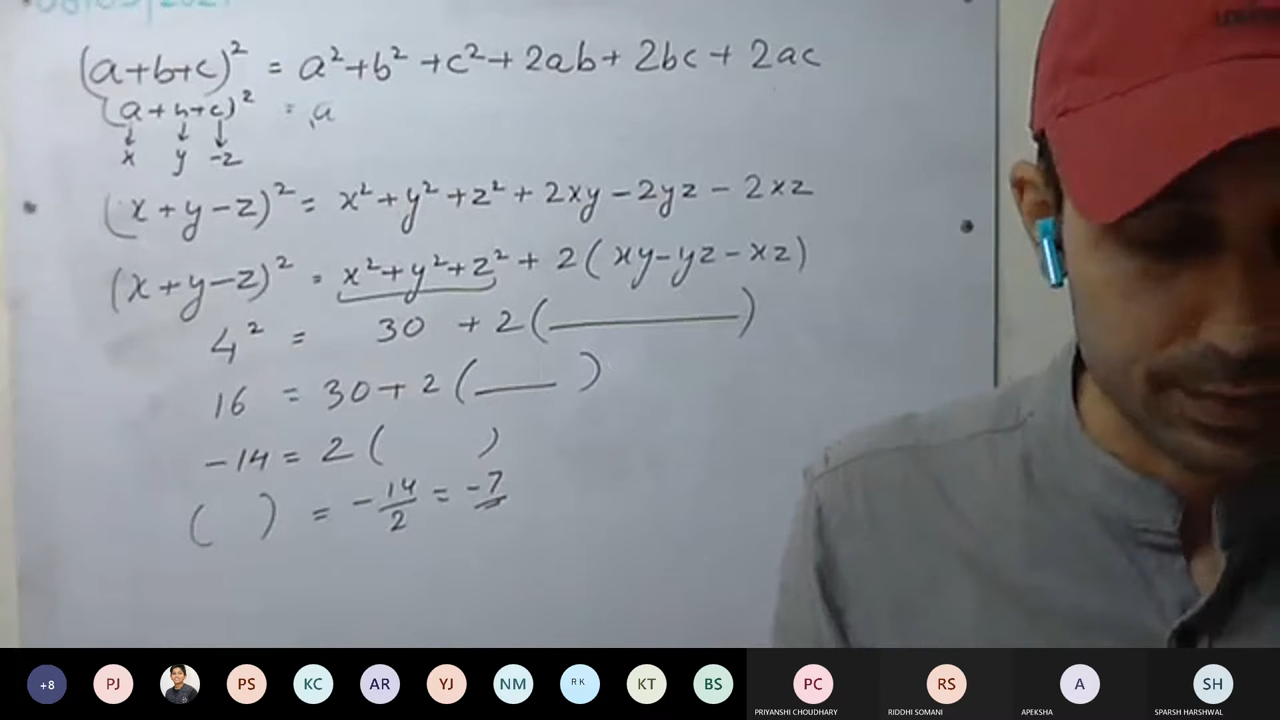 (a+b+c)² = a²+b²+c²+2ab+2bc+2ac
(a+b+c)² = a
↓ ↓ ↓
x y -z
(x+y-z)² = x²+y²+z²+2xy-2yz-2xz
(x+y-z)² = x²+y²+z²+2(xy-yz-xz)
4² = 30 +2(______)
16 = 30+2(___)
-14=2( )
( ) = -14/2 = -7
+8 PJ PS KC AR YJ NM RK KT BS PC RS A SH
PRIYANSHI CHOUDHARY RIDDHI SOMANI APEKSHA SPARSH HARSHWAL